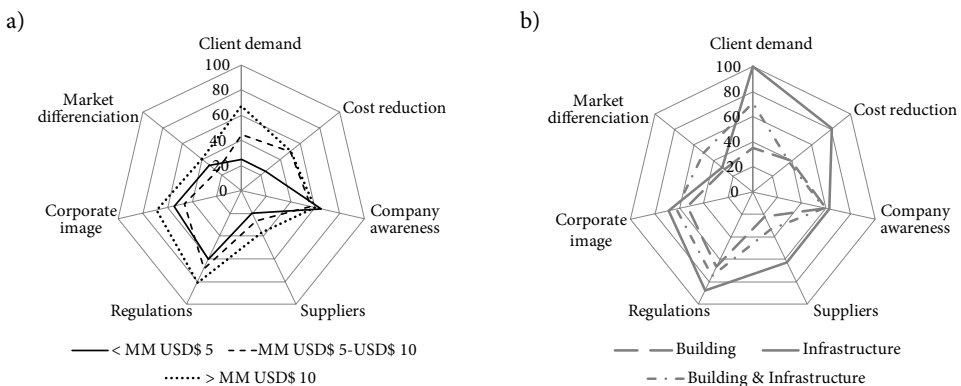 a)
Client demand
100
80
60
40
20
0
Cost reduction
Company
awareness
Suppliers
Regulations
Corporate
image
Market
differenciation
< MM USD$ 5
MM USD$ 5-USD$ 10
> MM USD$ 10
b)
Client demand
100
80
60
40
20
0
Cost reduction
Company
awareness
Suppliers
Regulations
Corporate
image
Market
differenciation
Building
Infrastructure
Building & Infrastructure